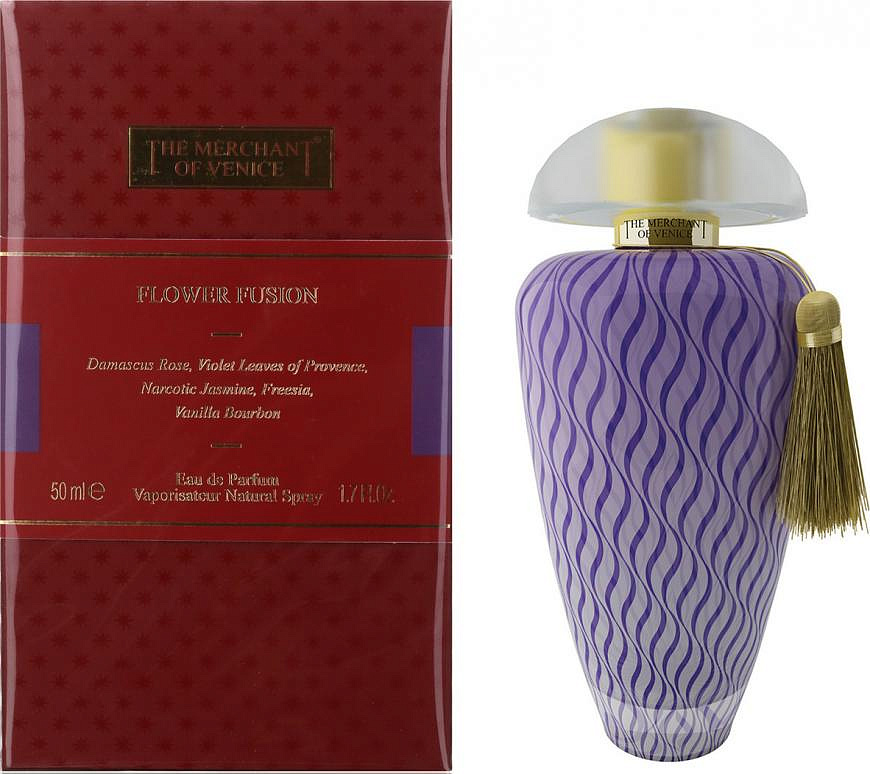 THE MERCHANT®
OF VENICE
FLOWER FUSION
Damascus Rose, Violet Leaves of Provence,
Narcotic Jasmine, Freesia,
Vanilla Bourbon
50 ml ℮
Eau de Parfum
Vaporisateur Natural Spray
1.7 Fl.Oz.
THE MERCHANT
OF VENICE